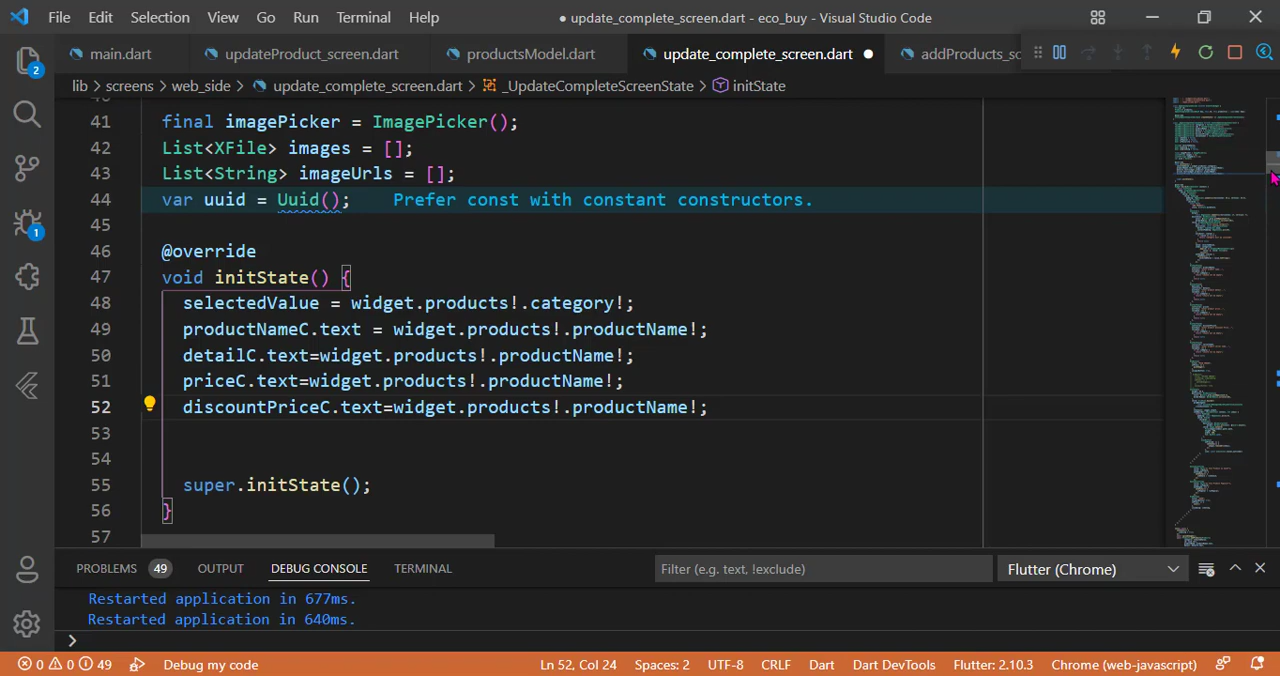 File Edit Selection View Go Run Terminal Help ● update_complete_screen.dart - eco_buy - Visual Studio Code
main.dart updateProduct_screen.dart productsModel.dart update_complete_screen.dart ● addProducts_sc
lib > screens > web_side > update_complete_screen.dart > _UpdateCompleteScreenState > initState
41 final imagePicker = ImagePicker();
42 List<XFile> images = [];
43 List<String> imageUrls = [];
44 var uuid = Uuid(); Prefer const with constant constructors.
45
46 @override
47 void initState() {
48 selectedValue = widget.products!.category!;
49 productNameC.text = widget.products!.productName!;
50 detailC.text=widget.products!.productName!;
51 priceC.text=widget.products!.productName!;
52 discountPriceC.text=widget.products!.productName!;
53
54
55 super.initState();
56 }
57
2
1
PROBLEMS 49 OUTPUT DEBUG CONSOLE TERMINAL Filter (e.g. text, !exclude) Flutter (Chrome)
Restarted application in 677ms.
Restarted application in 640ms.
>
0 0 49 Debug my code Ln 52, Col 24 Spaces: 2 UTF-8 CRLF Dart Dart DevTools Flutter: 2.10.3 Chrome (web-javascript)